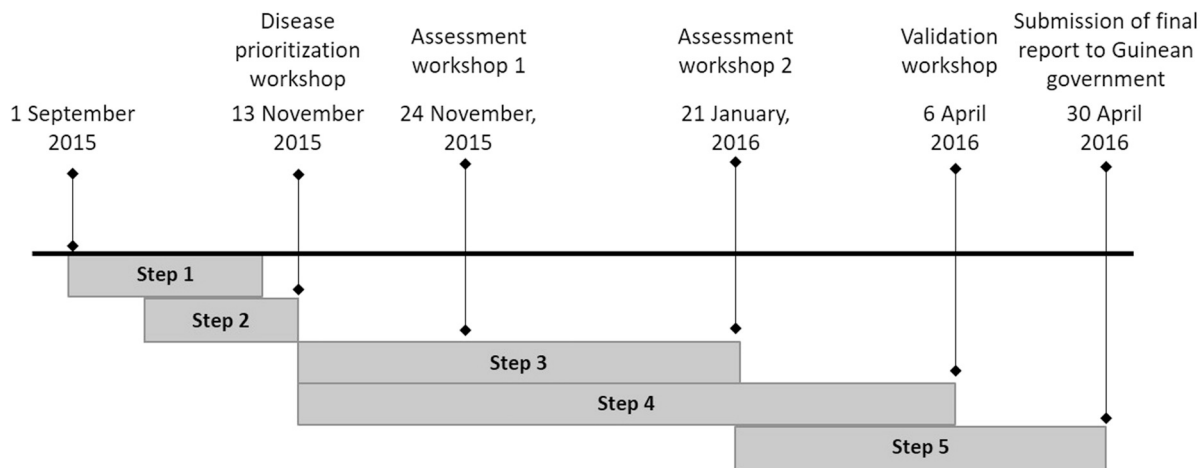 Disease
prioritization
workshop
Assessment
workshop 1
Assessment
workshop 2
Validation
workshop
Submission of final
report to Guinean
government
1 September
2015
13 November
2015
24 November,
2015
21 January,
2016
6 April
2016
30 April
2016
Step 1
Step 2
Step 3
Step 4
Step 5